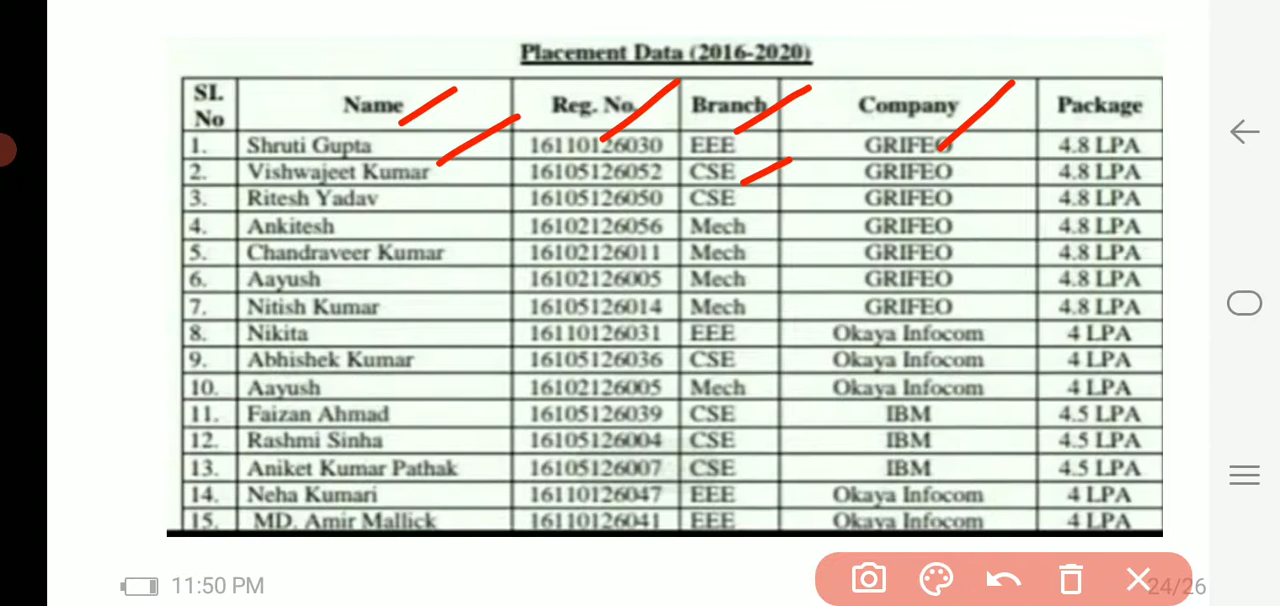 Placement Data (2016-2020)
SL No Name Reg. No. Branch Company Package
1. Shruti Gupta 16110126030 EEE GRIFEO 4.8 LPA
2. Vishwajeet Kumar 16105126052 CSE GRIFEO 4.8 LPA
3. Ritesh Yadav 16105126050 CSE GRIFEO 4.8 LPA
4. Ankitesh 16102126056 Mech GRIFEO 4.8 LPA
5. Chandraveer Kumar 16102126011 Mech GRIFEO 4.8 LPA
6. Aayush 16102126005 Mech GRIFEO 4.8 LPA
7. Nitish Kumar 16105126014 Mech GRIFEO 4.8 LPA
8. Nikita 16110126031 EEE Okaya Infocom 4 LPA
9. Abhishek Kumar 16105126036 CSE Okaya Infocom 4 LPA
10. Aayush 16102126005 Mech Okaya Infocom 4 LPA
11. Faizan Ahmad 16105126039 CSE IBM 4.5 LPA
12. Rashmi Sinha 16105126004 CSE IBM 4.5 LPA
13. Aniket Kumar Pathak 16105126007 CSE IBM 4.5 LPA
14. Neha Kumari 16110126047 EEE Okaya Infocom 4 LPA
15. MD. Amir Mallick 16110126041 EEE Okaya Infocom 4 LPA
11:50 PM 24/26